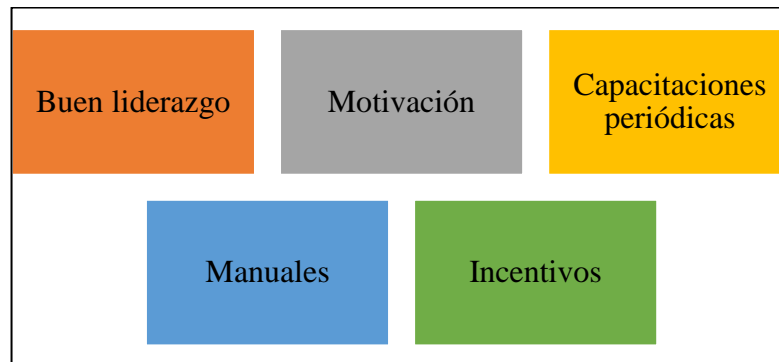 Buen liderazgo
Motivación
Capacitaciones
periódicas
Manuales
Incentivos